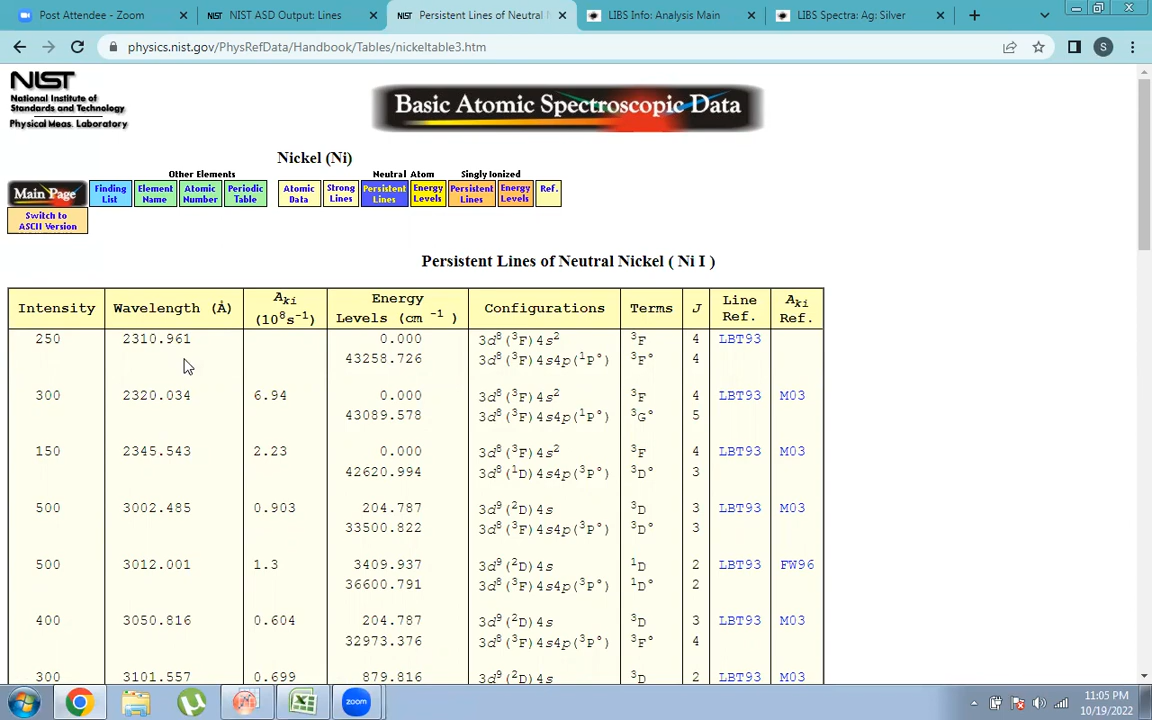 Post Attendee - Zoom
NIST ASD Output: Lines
Persistent Lines of Neutral N
LIBS Info: Analysis Main
LIBS Spectra: Ag: Silver
physics.nist.gov/PhysRefData/Handbook/Tables/nickeltable3.htm
S
NIST
National Institute of
Standards and Technology
Physical Meas. Laboratory
Basic Atomic Spectroscopic Data
Nickel (Ni)
Other Elements Neutral Atom Singly Ionized
Main Page Finding List Element Name Atomic Number Periodic Table Atomic Data Strong Lines Persistent Lines Energy Levels Persistent Lines Energy Levels Ref.
Switch to
ASCII Version
Persistent Lines of Neutral Nickel ( Ni I )
Intensity Wavelength (Å) Aki (10⁸s⁻¹) Energy Levels (cm ⁻¹ ) Configurations Terms J Line Ref. Aki Ref.
250 2310.961 0.000 3d⁸(³F)4s² ³F 4 LBT93
43258.726 3d⁸(³F)4s4p(¹P°) ³F° 4
300 2320.034 6.94 0.000 3d⁸(³F)4s² ³F 4 LBT93 M03
43089.578 3d⁸(³F)4s4p(¹P°) ³G° 5
150 2345.543 2.23 0.000 3d⁸(³F)4s² ³F 4 LBT93 M03
42620.994 3d⁸(¹D)4s4p(³P°) ³D° 3
500 3002.485 0.903 204.787 3d⁹(²D)4s ³D 3 LBT93 M03
33500.822 3d⁸(³F)4s4p(³P°) ³D° 3
500 3012.001 1.3 3409.937 3d⁹(²D)4s ¹D 2 LBT93 FW96
36600.791 3d⁸(³F)4s4p(³P°) ¹D° 2
400 3050.816 0.604 204.787 3d⁹(²D)4s ³D 3 LBT93 M03
32973.376 3d⁸(³F)4s4p(³P°) ³F° 4
300 3101.557 0.699 879.816 3d⁹(²D)4s ³D 2 LBT93 M03
zoom
11:05 PM
10/19/2022